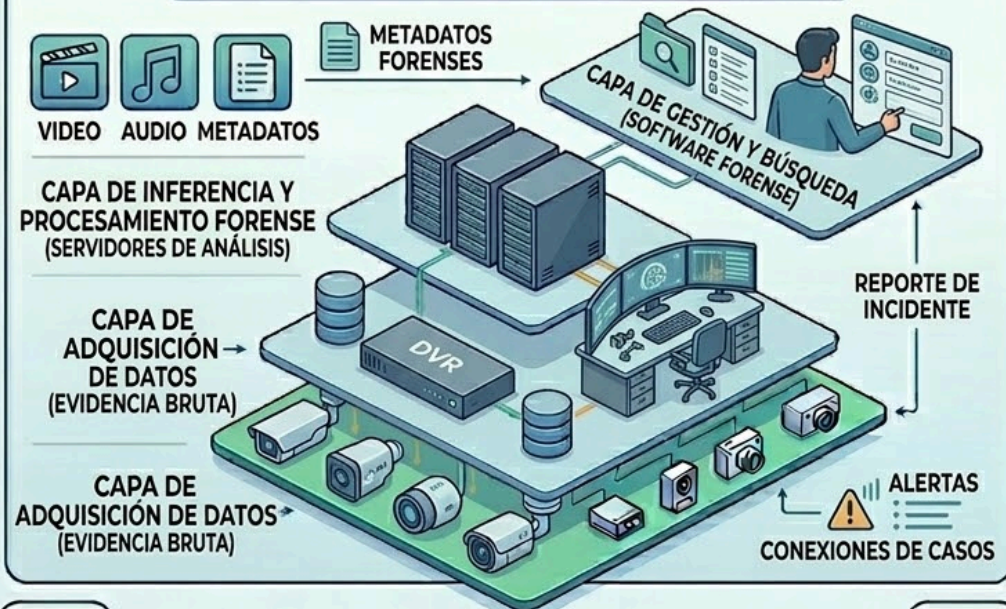 METADATOS
FORENSES
VIDEO
AUDIO
METADATOS
CAPA DE GESTIÓN Y BÚSQUEDA
(SOFTWARE FORENSE)
CAPA DE INFERENCIA Y
PROCESAMIENTO FORENSE
(SERVIDORES DE ANÁLISIS)
REPORTE DE
INCIDENTE
CAPA DE
ADQUISICIÓN
DE DATOS
(EVIDENCIA BRUTA)
DVR
CAPA DE
ADQUISICIÓN DE DATOS
(EVIDENCIA BRUTA)
ALERTAS
CONEXIONES DE CASOS